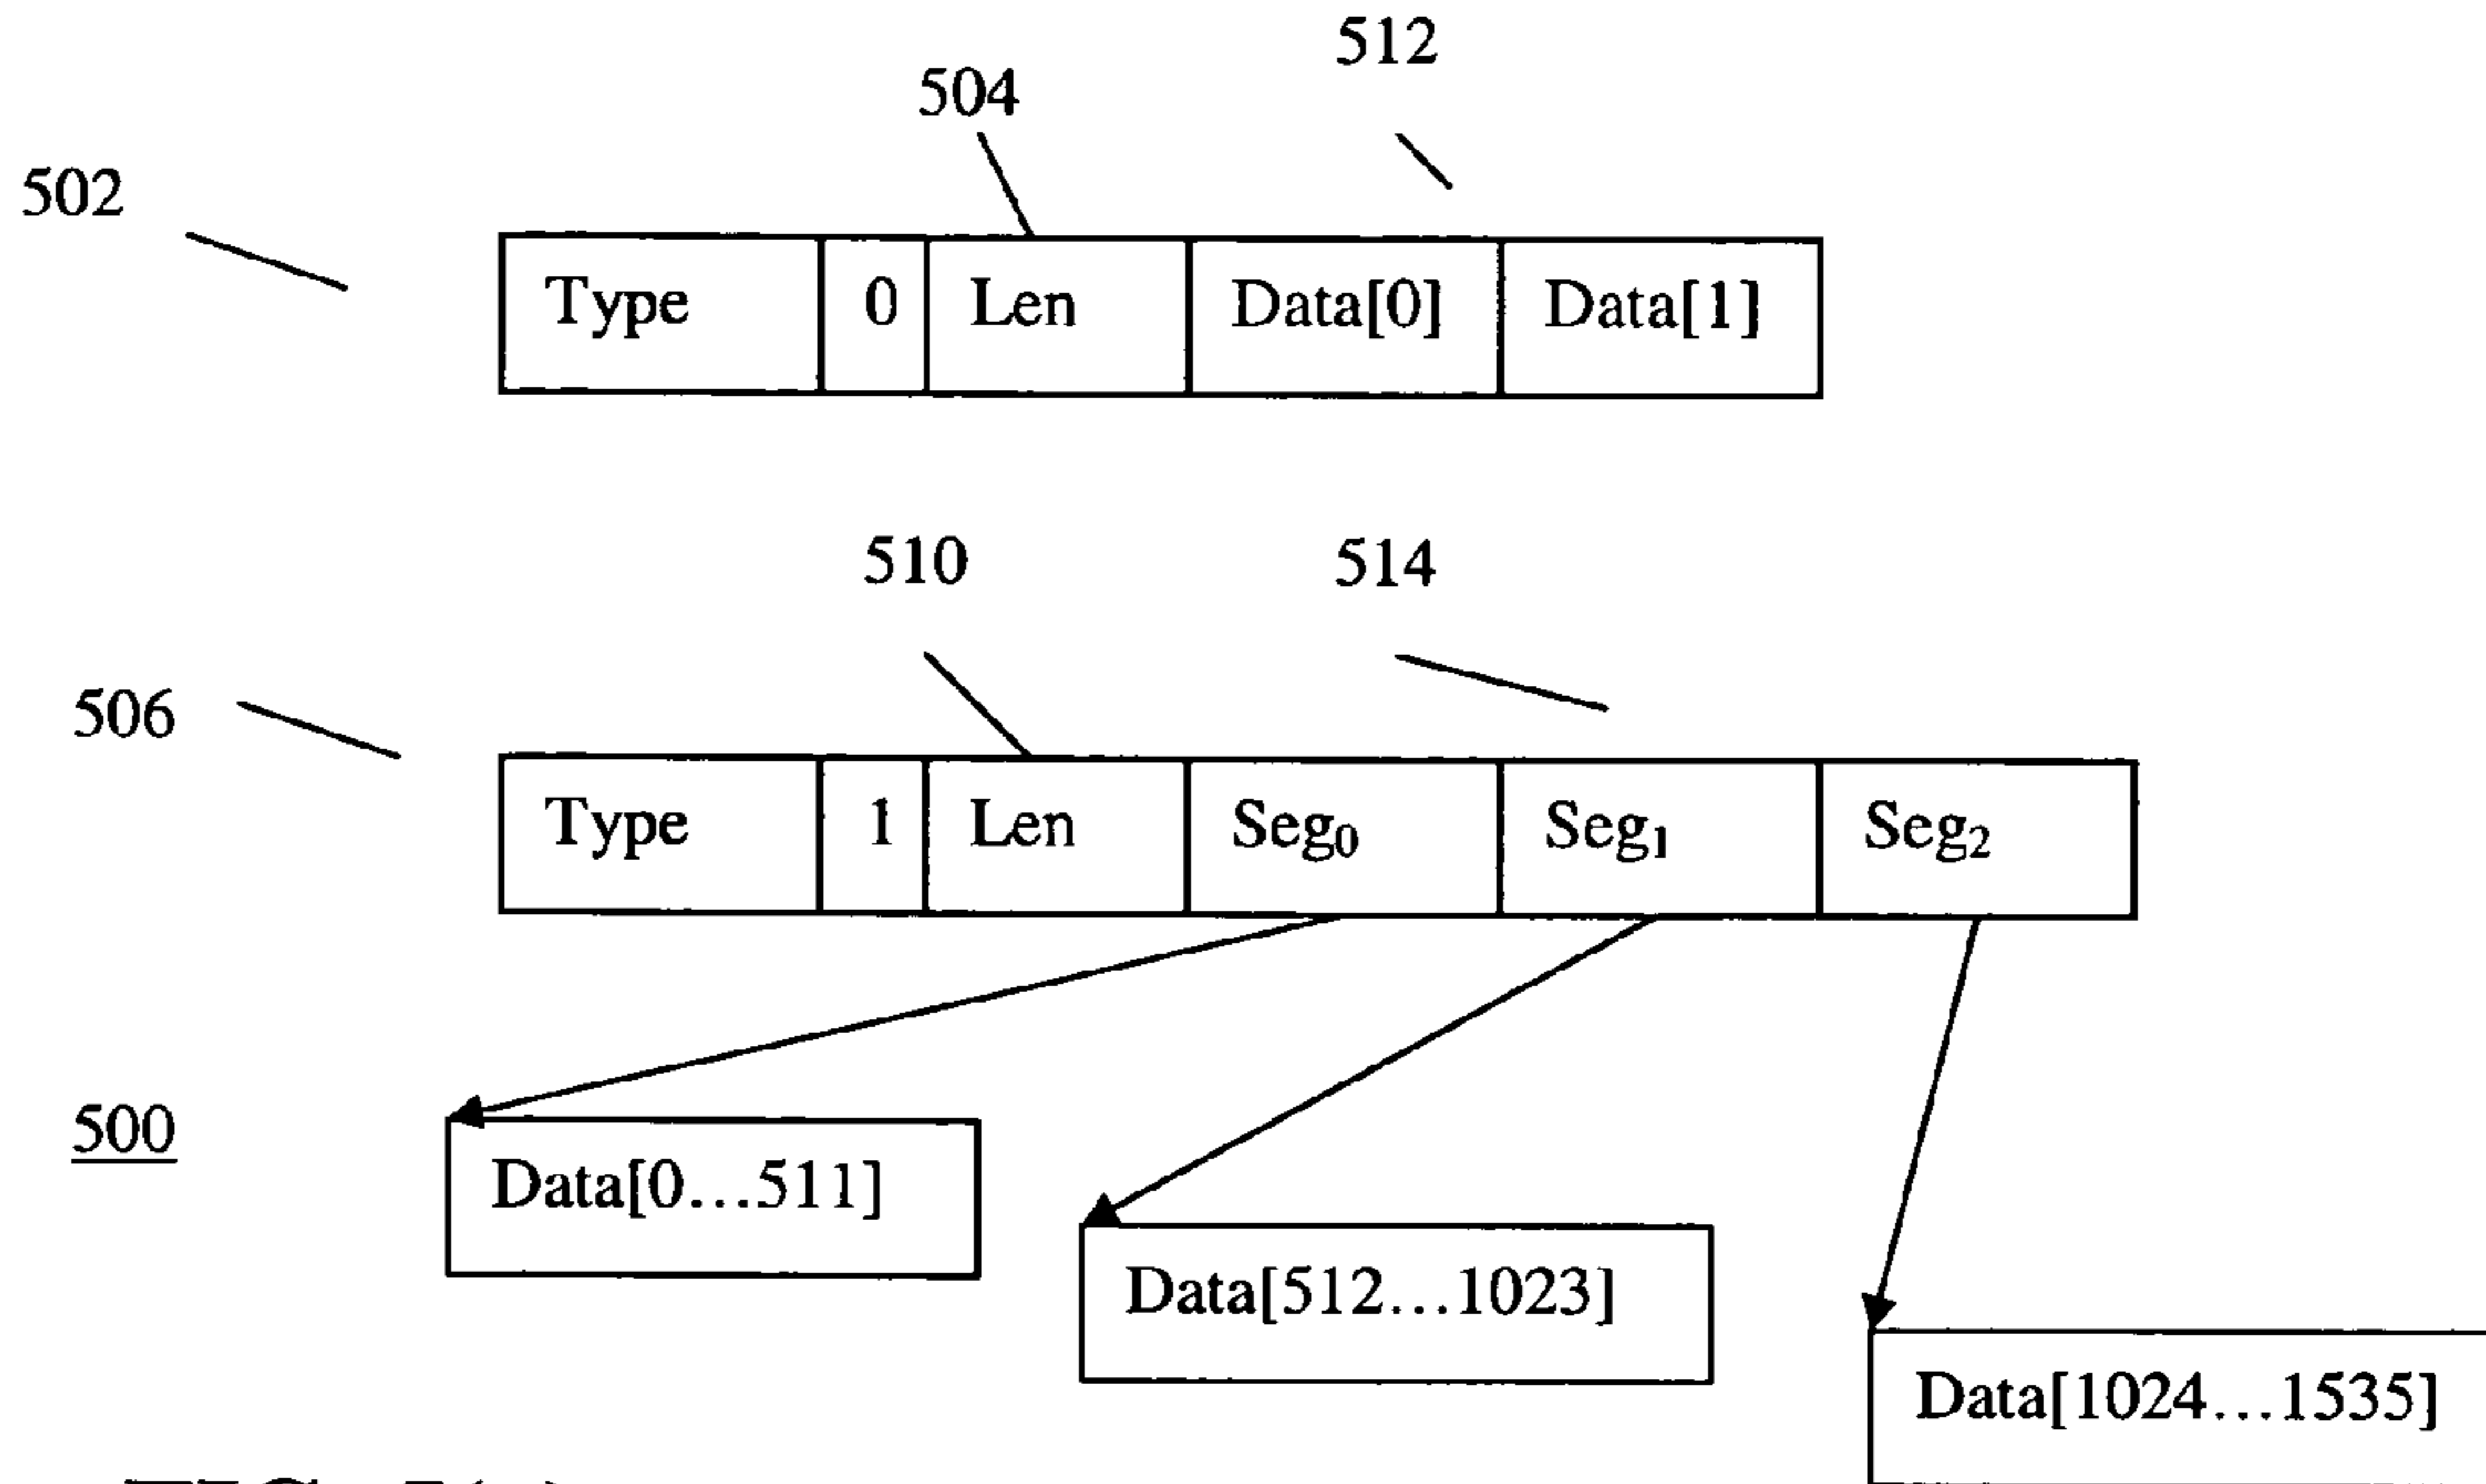 512
504
502
Type 0 Len Data[0] Data[1]
510 514
506
Type 1 Len Seg0 Seg1 Seg2
500
Data[0...511]
Data[512...1023]
Data[1024...1535]